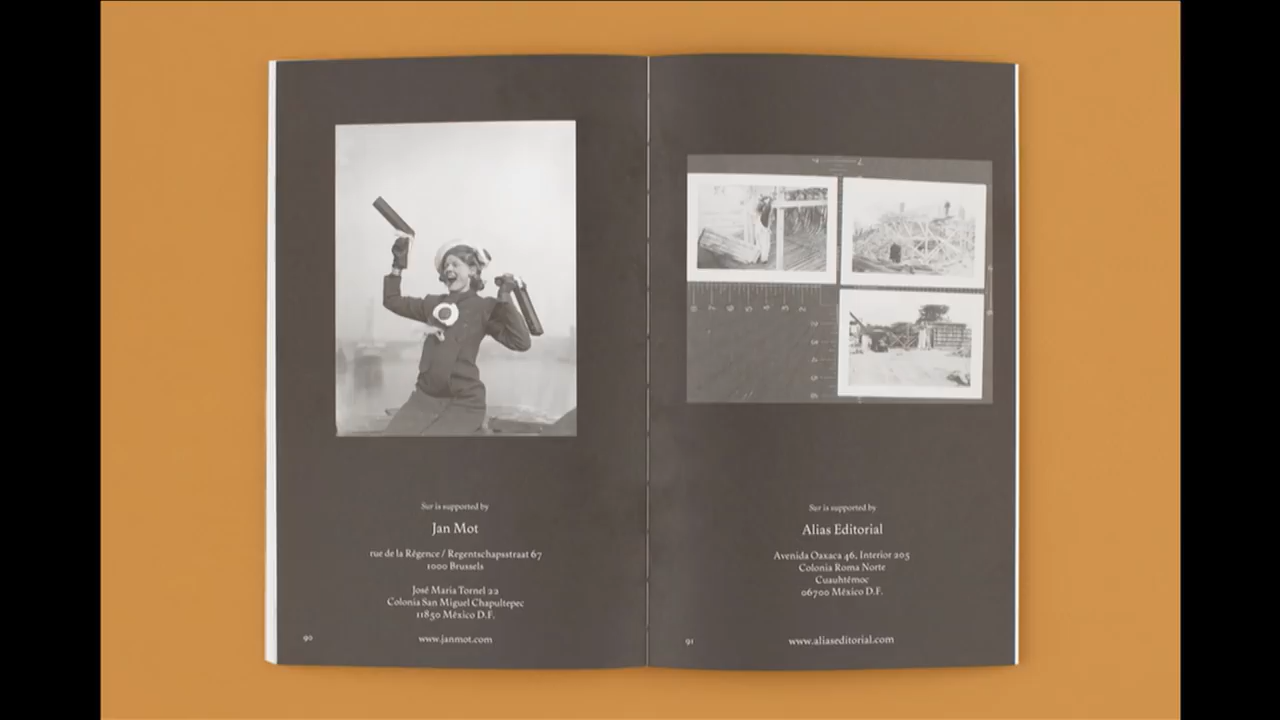 Sur is supported by
Jan Mot
rue de la Régence / Regentschapsstraat 67
1000 Brussels
José Maria Tornel 22
Colonia San Miguel Chapultepec
11850 México D.F.
90
www.janmot.com
Sur is supported by
Alias Editorial
Avenida Oaxaca 46, Interior 205
Colonia Roma Norte
Cuauhtémoc
06700 México D.F.
91
www.aliaseditorial.com